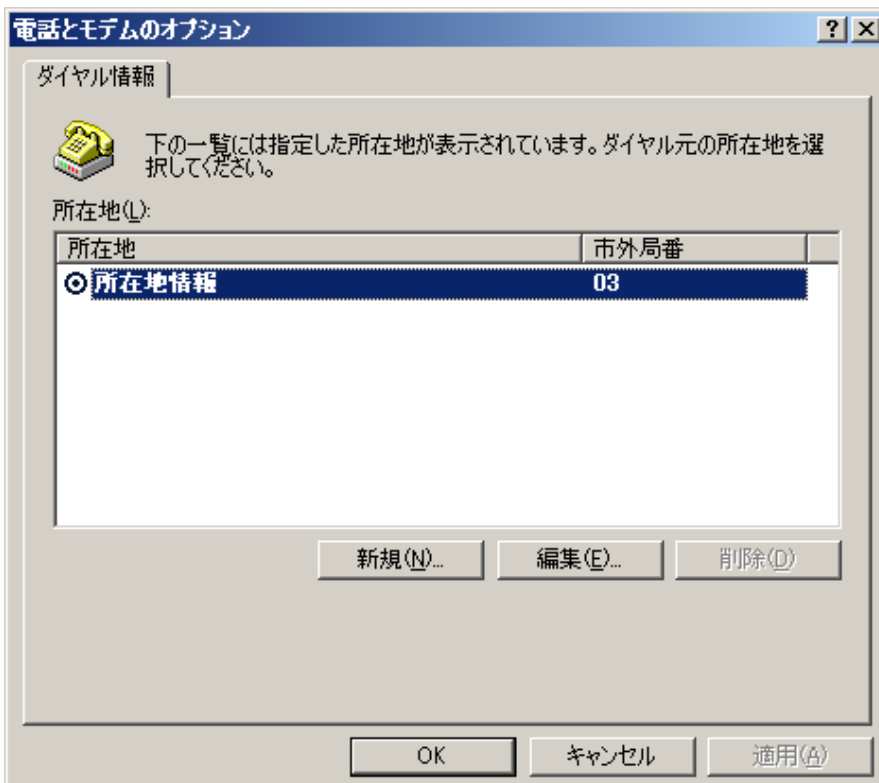 電話とモデムのオプション
ダイヤル情報
下の一覧には指定した所在地が表示されています。ダイヤル元の所在地を選
択してください。
所在地(L):
所在地 市外局番
所在地情報 03
新規(N)... 編集(E)... 削除(D)
OK キャンセル 適用(A)